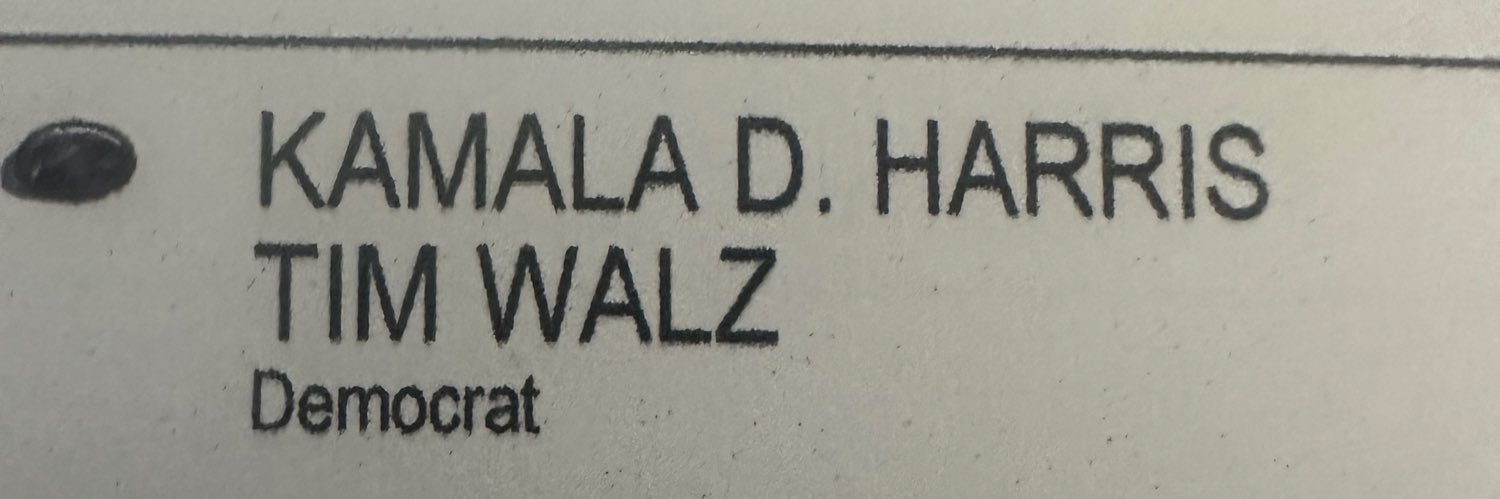 KAMALA D. HARRIS
TIM WALZ
Democrat